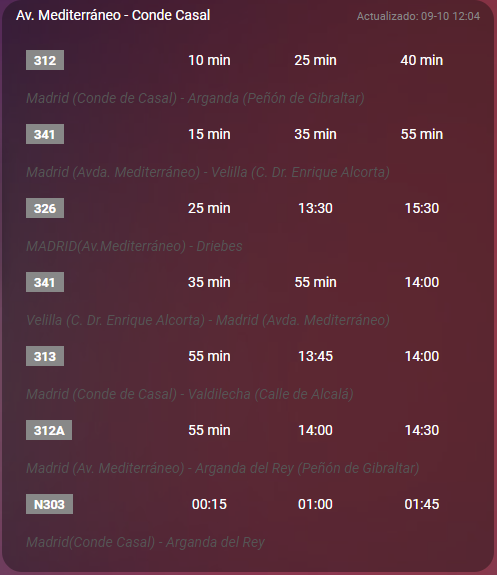 Av. Mediterráneo - Conde Casal Actualizado: 09-10 12:04
312 10 min 25 min 40 min
Madrid (Conde de Casal) - Arganda (Peñón de Gibraltar)
341 15 min 35 min 55 min
Madrid (Avda. Mediterráneo) - Velilla (C. Dr. Enrique Alcorta)
326 25 min 13:30 15:30
MADRID(Av.Mediterráneo) - Driebes
341 35 min 55 min 14:00
Velilla (C. Dr. Enrique Alcorta) - Madrid (Avda. Mediterráneo)
313 55 min 13:45 14:00
Madrid (Conde de Casal) - Valdilecha (Calle de Alcalá)
312A 55 min 14:00 14:30
Madrid (Av. Mediterráneo) - Arganda del Rey (Peñón de Gibraltar)
N303 00:15 01:00 01:45
Madrid(Conde Casal) - Arganda del Rey